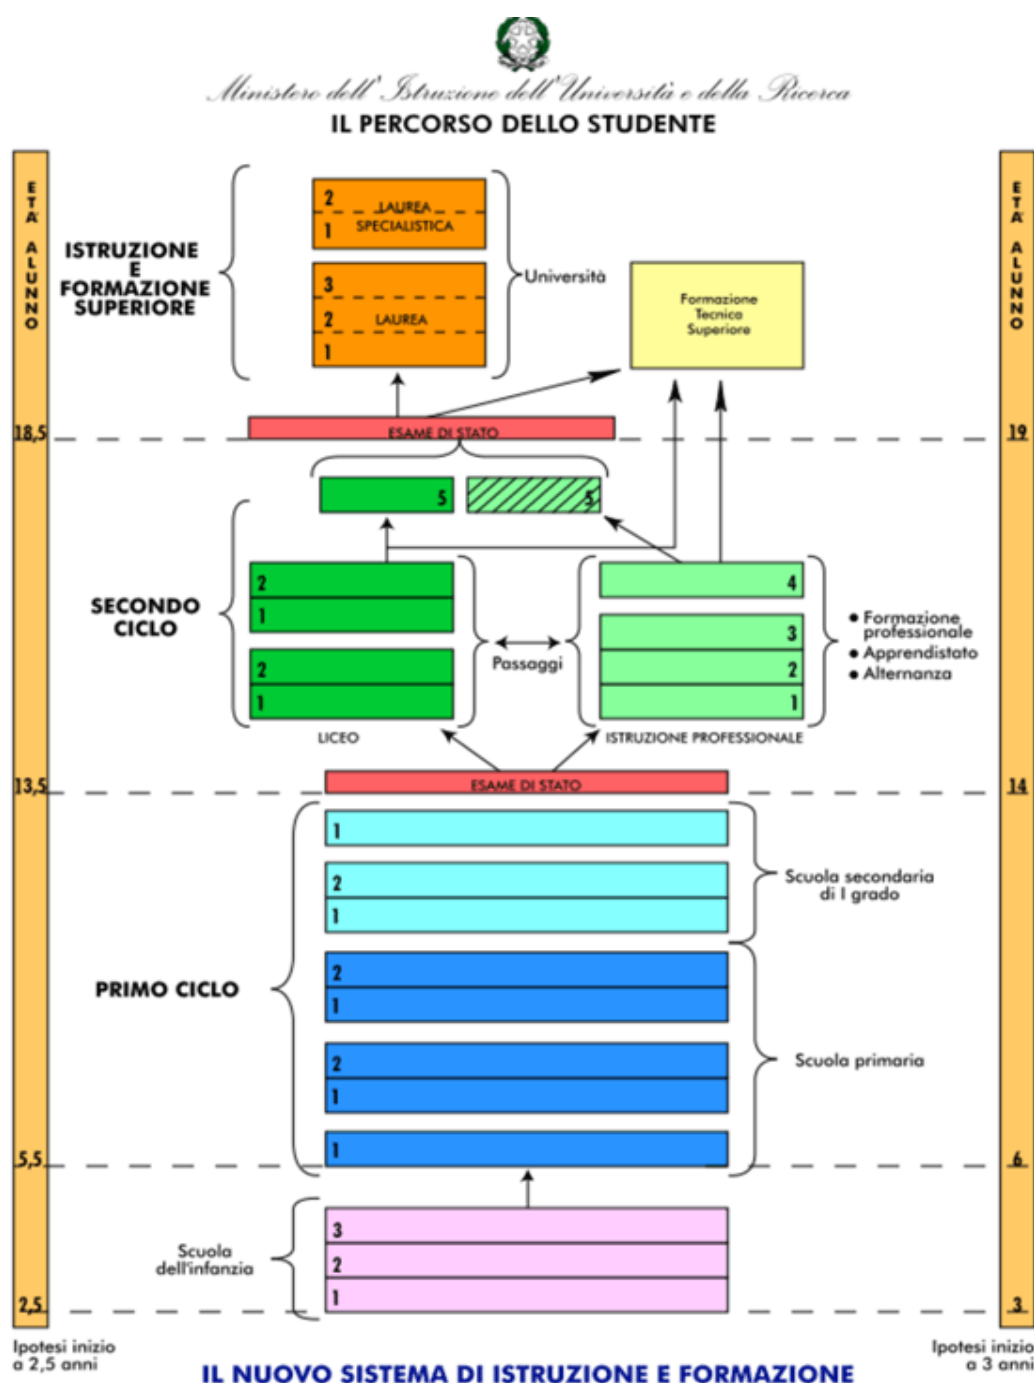 Ministero dell'Istruzione dell'Università e della Ricerca
IL PERCORSO DELLO STUDENTE
ETÀ ALUNNO
ETÀ ALUNNO
ISTRUZIONE
E
FORMAZIONE
SUPERIORE
2
LAUREA
1
SPECIALISTICA
3
2
LAUREA
1
Università
Formazione
Tecnica
Superiore
18,5
ESAME DI STATO
19
5
5
SECONDO
CICLO
2
1
2
1
LICEO
Passaggi
4
3
2
1
ISTRUZIONE PROFESSIONALE
● Formazione
professionale
● Apprendistato
● Alternanza
13,5
ESAME DI STATO
14
PRIMO CICLO
1
2
1
Scuola secondaria
di I grado
2
1
2
1
1
Scuola primaria
5,5
6
Scuola
dell'infanzia
3
2
1
2,5
3
Ipotesi inizio
a 2,5 anni
Ipotesi inizio
a 3 anni
IL NUOVO SISTEMA DI ISTRUZIONE E FORMAZIONE